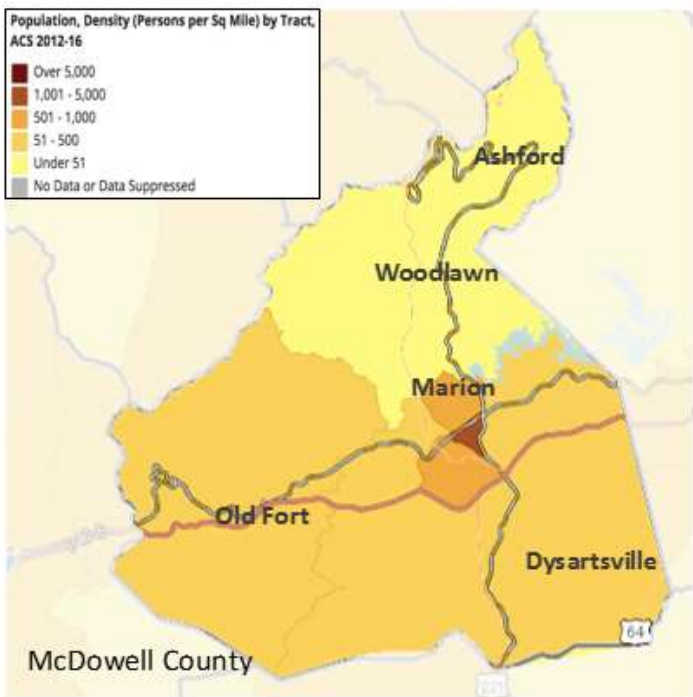 Population, Density (Persons per Sq Mile) by Tract,
ACS 2012-16
Over 5,000
1,001 - 5,000
501 - 1,000
51 - 500
Under 51
No Data or Data Suppressed
Ashford
Woodlawn
Marion
Old Fort
Dysartsville
64
McDowell County
221